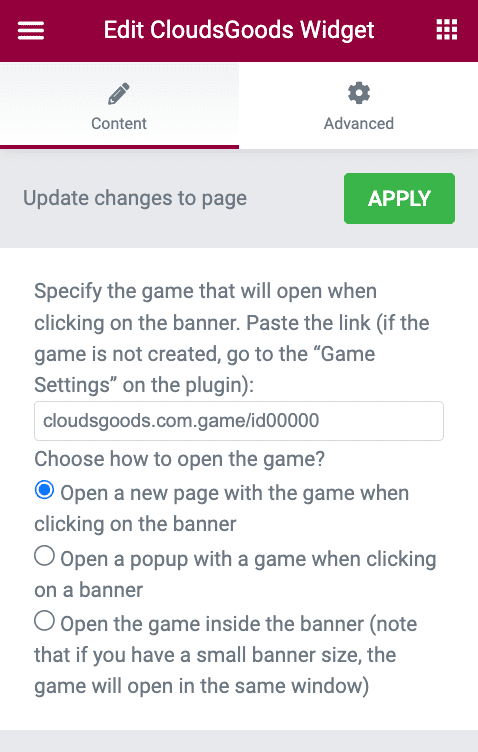 Edit CloudsGoods Widget
Content
Advanced
Update changes to page
APPLY
Specify the game that will open when
clicking on the banner. Paste the link (if the
game is not created, go to the “Game
Settings” on the plugin):
cloudsgoods.com.game/id00000
Choose how to open the game?
Open a new page with the game when
clicking on the banner
Open a popup with a game when clicking
on a banner
Open the game inside the banner (note
that if you have a small banner size, the
game will open in the same window)